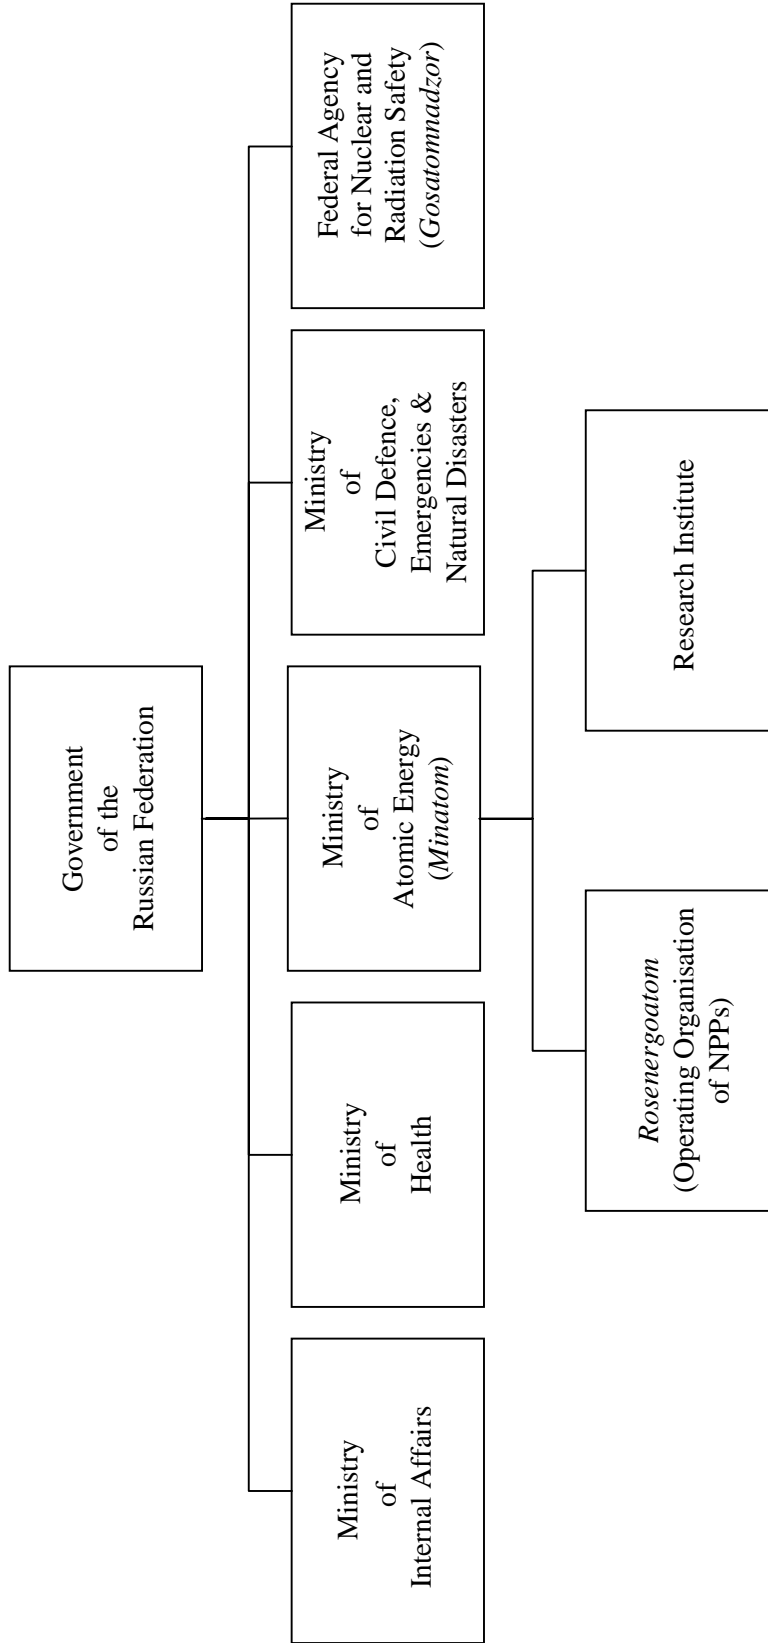 Government
of the
Russian Federation
Ministry
of
Internal Affairs
Ministry
of
Health
Ministry
of
Atomic Energy
(Minatom)
Ministry
of
Civil Defence,
Emergencies &
Natural Disasters
Federal Agency
for Nuclear and
Radiation Safety
(Gosatomnadzor)
Rosenergoatom
(Operating Organisation
of NPPs)
Research Institute